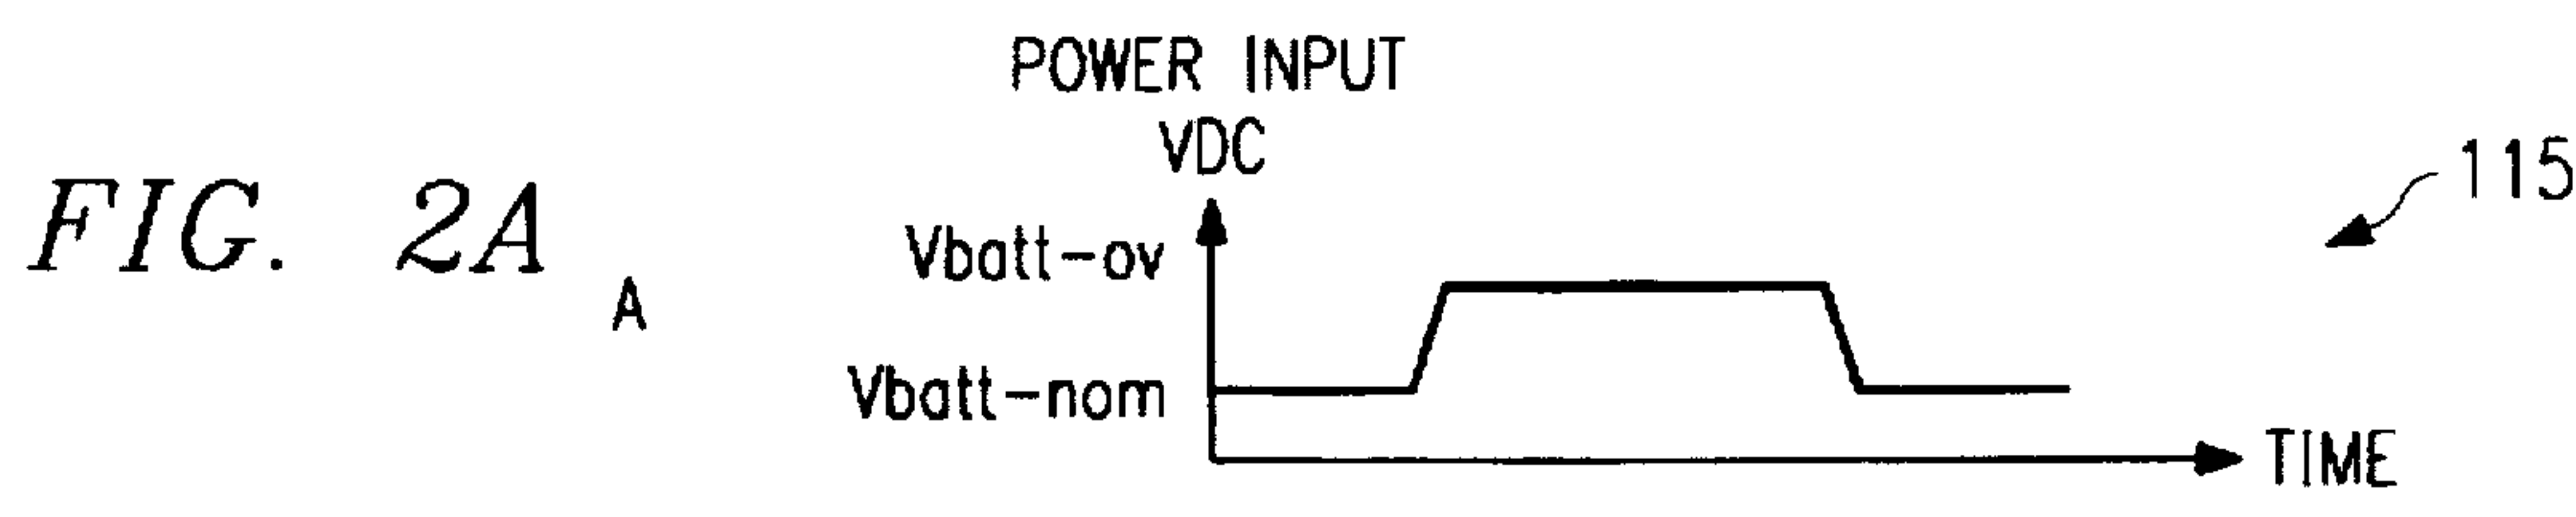 POWER INPUT
VDC
115
FIG. 2A
Vbatt-ov
A
Vbatt-nom
TIME